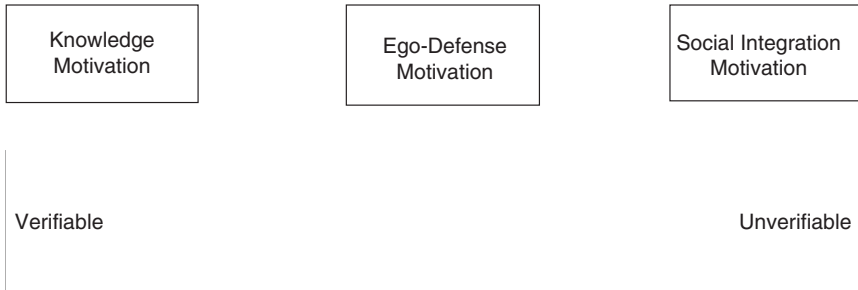 Knowledge
Motivation
Ego-Defense
Motivation
Social Integration
Motivation
Verifiable
Unverifiable